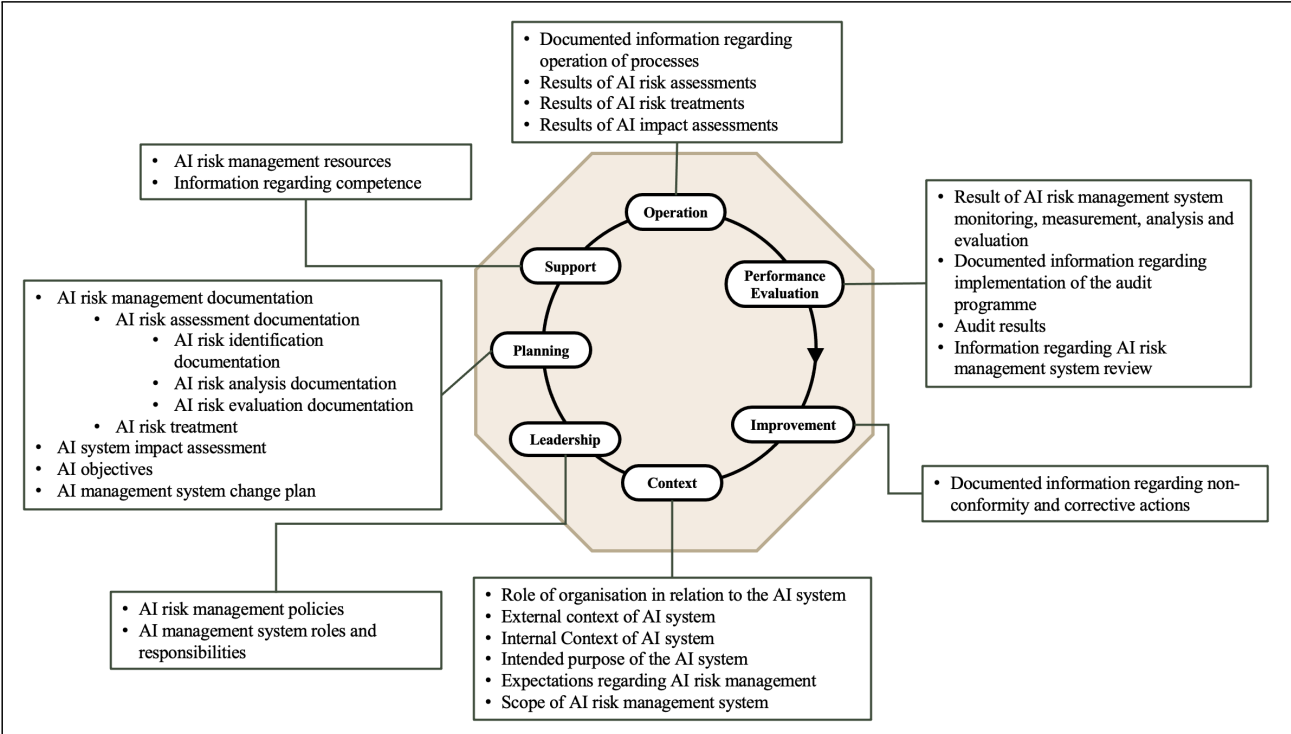 • Documented information regarding
operation of processes
• Results of AI risk assessments
• Results of AI risk treatments
• Results of AI impact assessments
• AI risk management resources
• Information regarding competence
Operation
• Result of AI risk management system
monitoring, measurement, analysis and
evaluation
• Documented information regarding
implementation of the audit
programme
• Audit results
• Information regarding AI risk
management system review
Support
Performance
Evaluation
• AI risk management documentation
• AI risk assessment documentation
• AI risk identification
documentation
• AI risk analysis documentation
• AI risk evaluation documentation
• AI risk treatment
• AI system impact assessment
• AI objectives
• AI management system change plan
Planning
Leadership
Improvement
Context
• Documented information regarding non-
conformity and corrective actions
• AI risk management policies
• AI management system roles and
responsibilities
• Role of organisation in relation to the AI system
• External context of AI system
• Internal Context of AI system
• Intended purpose of the AI system
• Expectations regarding AI risk management
• Scope of AI risk management system